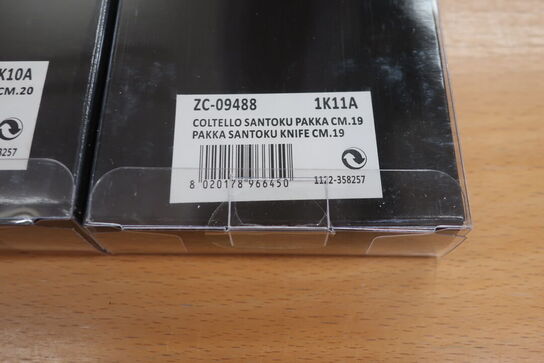 K10A
CM.20
8257
ZC-09488 1K11A
COLTELLO SANTOKU PAKKA CM.19
PAKKA SANTOKU KNIFE CM.19
8 020178 966450 1122-358257